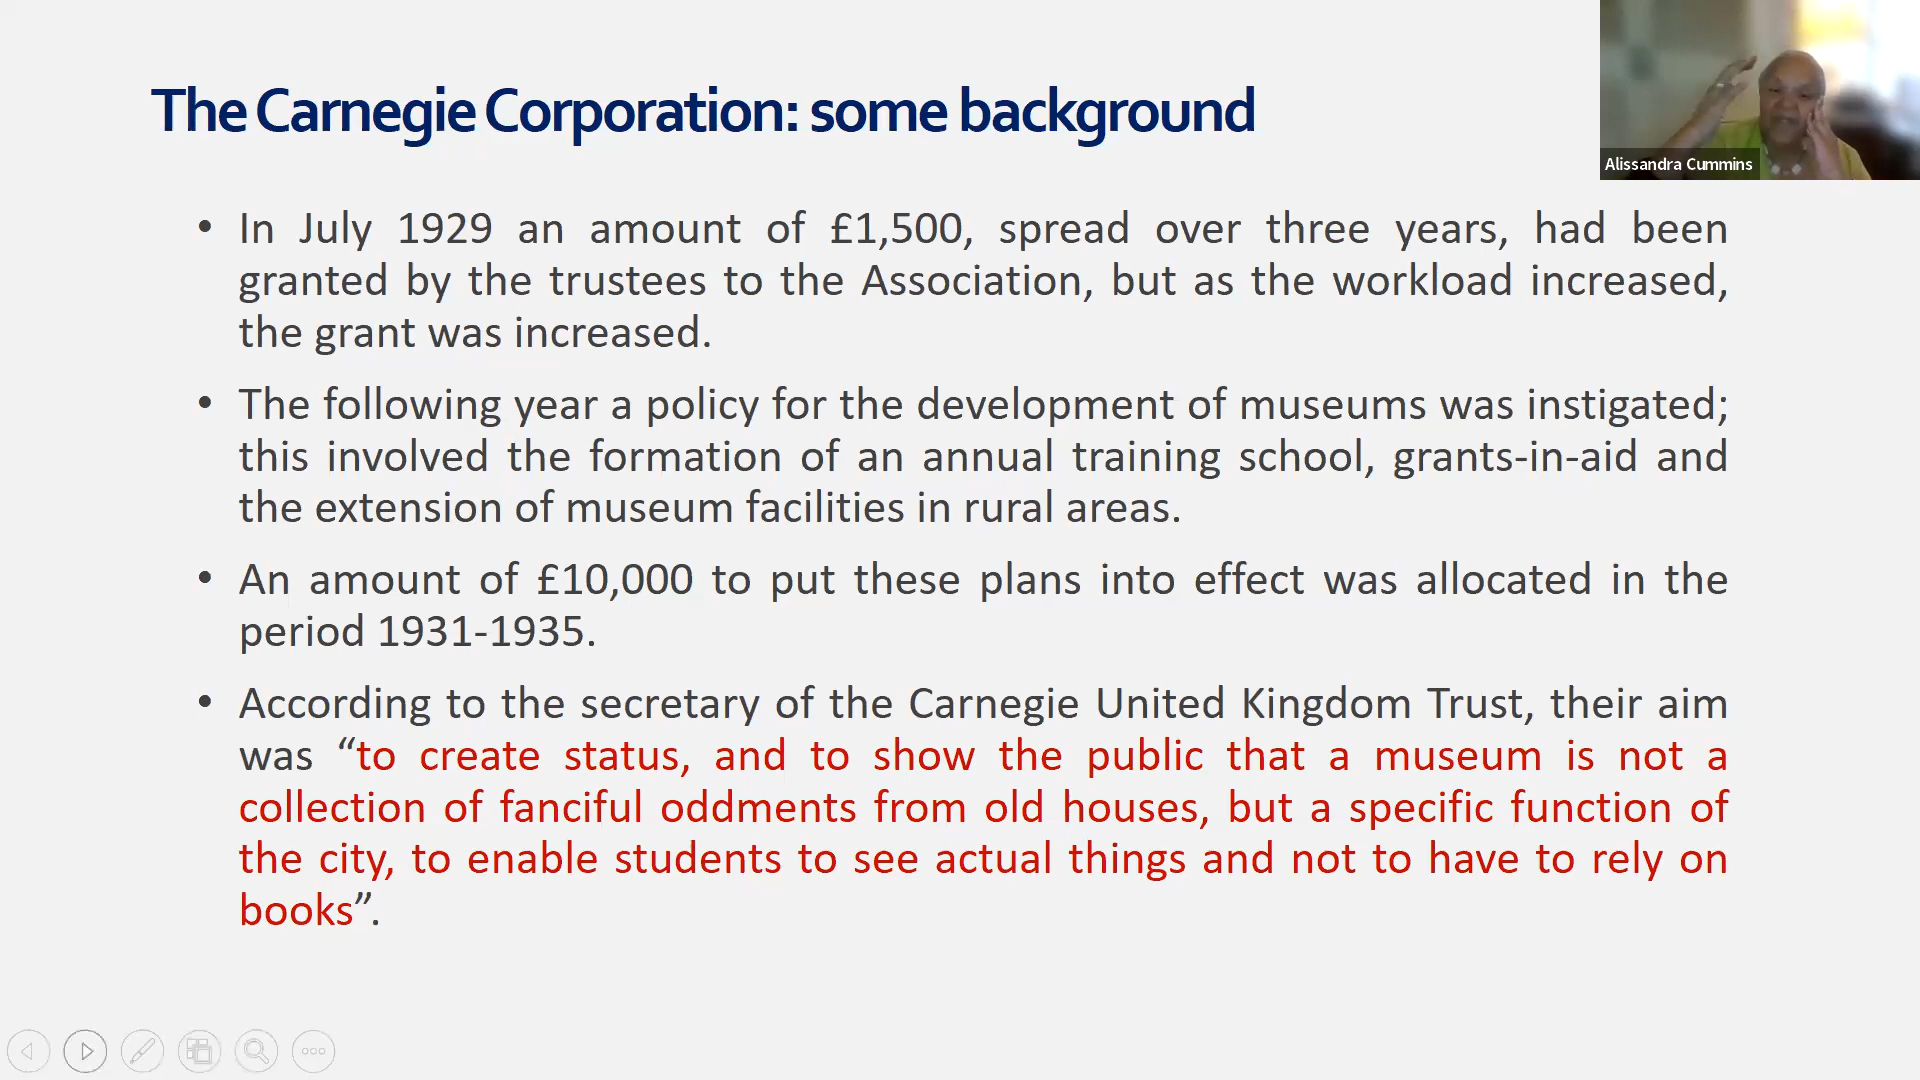 The Carnegie Corporation: some background
Alissandra Cummins
• In July 1929 an amount of £1,500, spread over three years, had been
granted by the trustees to the Association, but as the workload increased,
the grant was increased.
• The following year a policy for the development of museums was instigated;
this involved the formation of an annual training school, grants-in-aid and
the extension of museum facilities in rural areas.
• An amount of £10,000 to put these plans into effect was allocated in the
period 1931-1935.
• According to the secretary of the Carnegie United Kingdom Trust, their aim
was “to create status, and to show the public that a museum is not a
collection of fanciful oddments from old houses, but a specific function of
the city, to enable students to see actual things and not to have to rely on
books”.